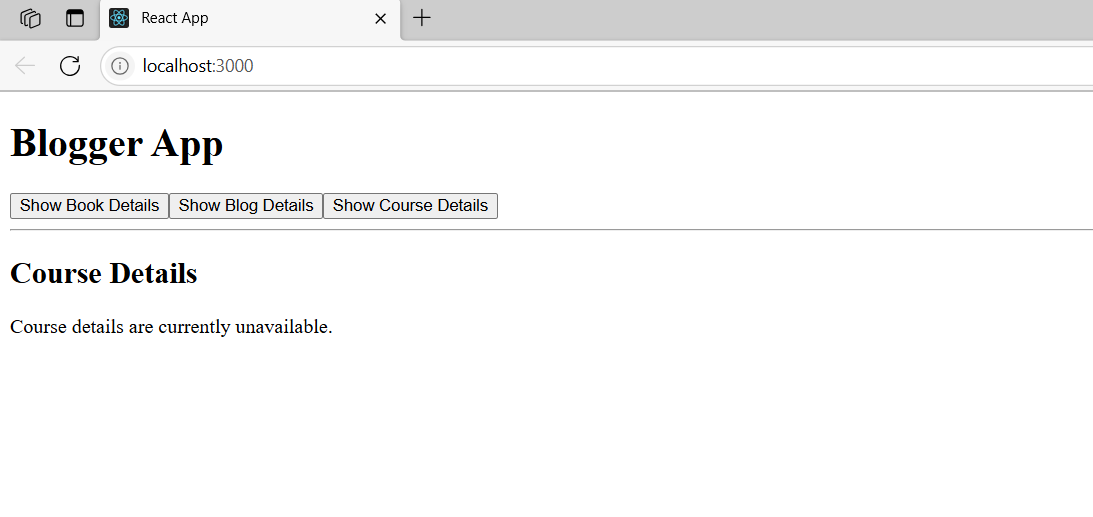 React App
localhost:3000
Blogger App
Show Book Details Show Blog Details Show Course Details
Course Details
Course details are currently unavailable.